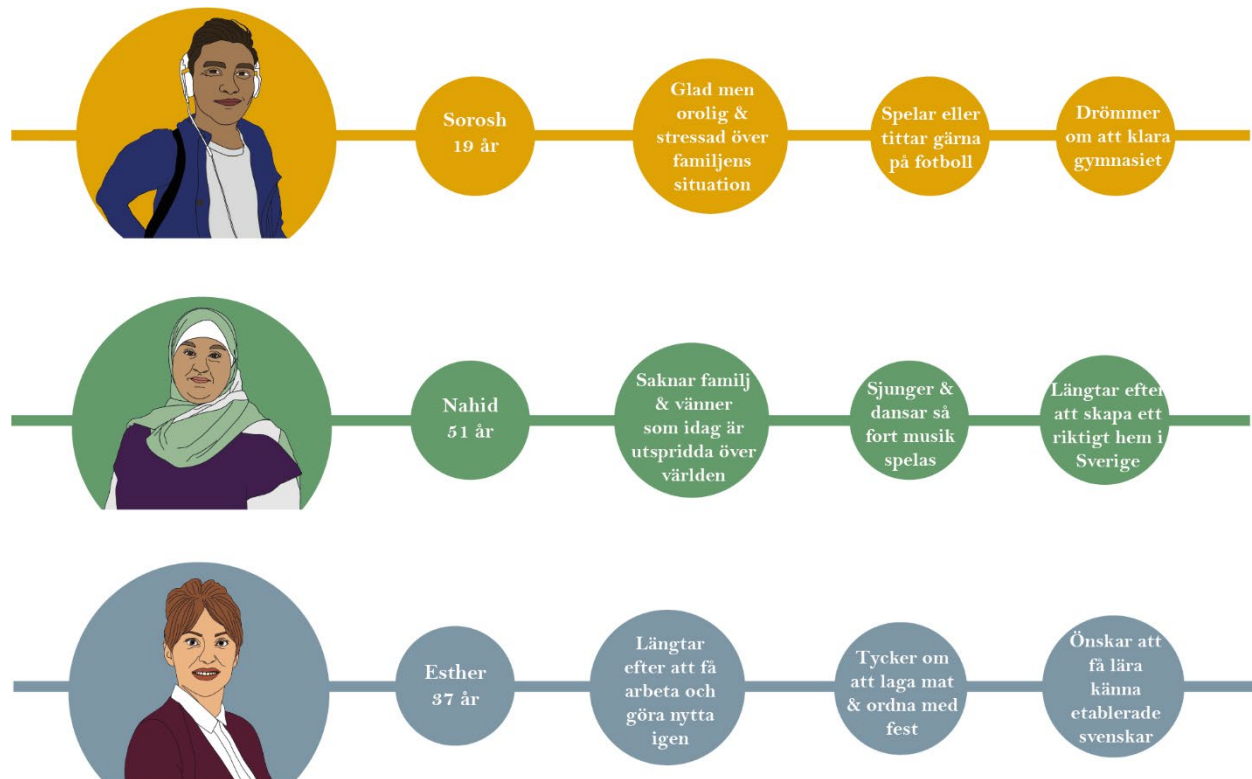 Sorosh
19 år
Glad men
orolig &
stressad över
familjens
situation
Spelar eller
tittar gärna
på fotboll
Drömmer
om att klara
gymnasiet
Nahid
51 år
Saknar familj
& vänner
som idag är
utspridda över
världen
Sjunger &
dansar så
fort musik
spelas
Längtar efter
att skapa ett
riktigt hem i
Sverige
Esther
37 år
Längtar
efter att få
arbeta och
göra nytta
igen
Tycker om
att laga mat
& ordna med
fest
Önskar att
få lära
känna
etablerade
svenskar